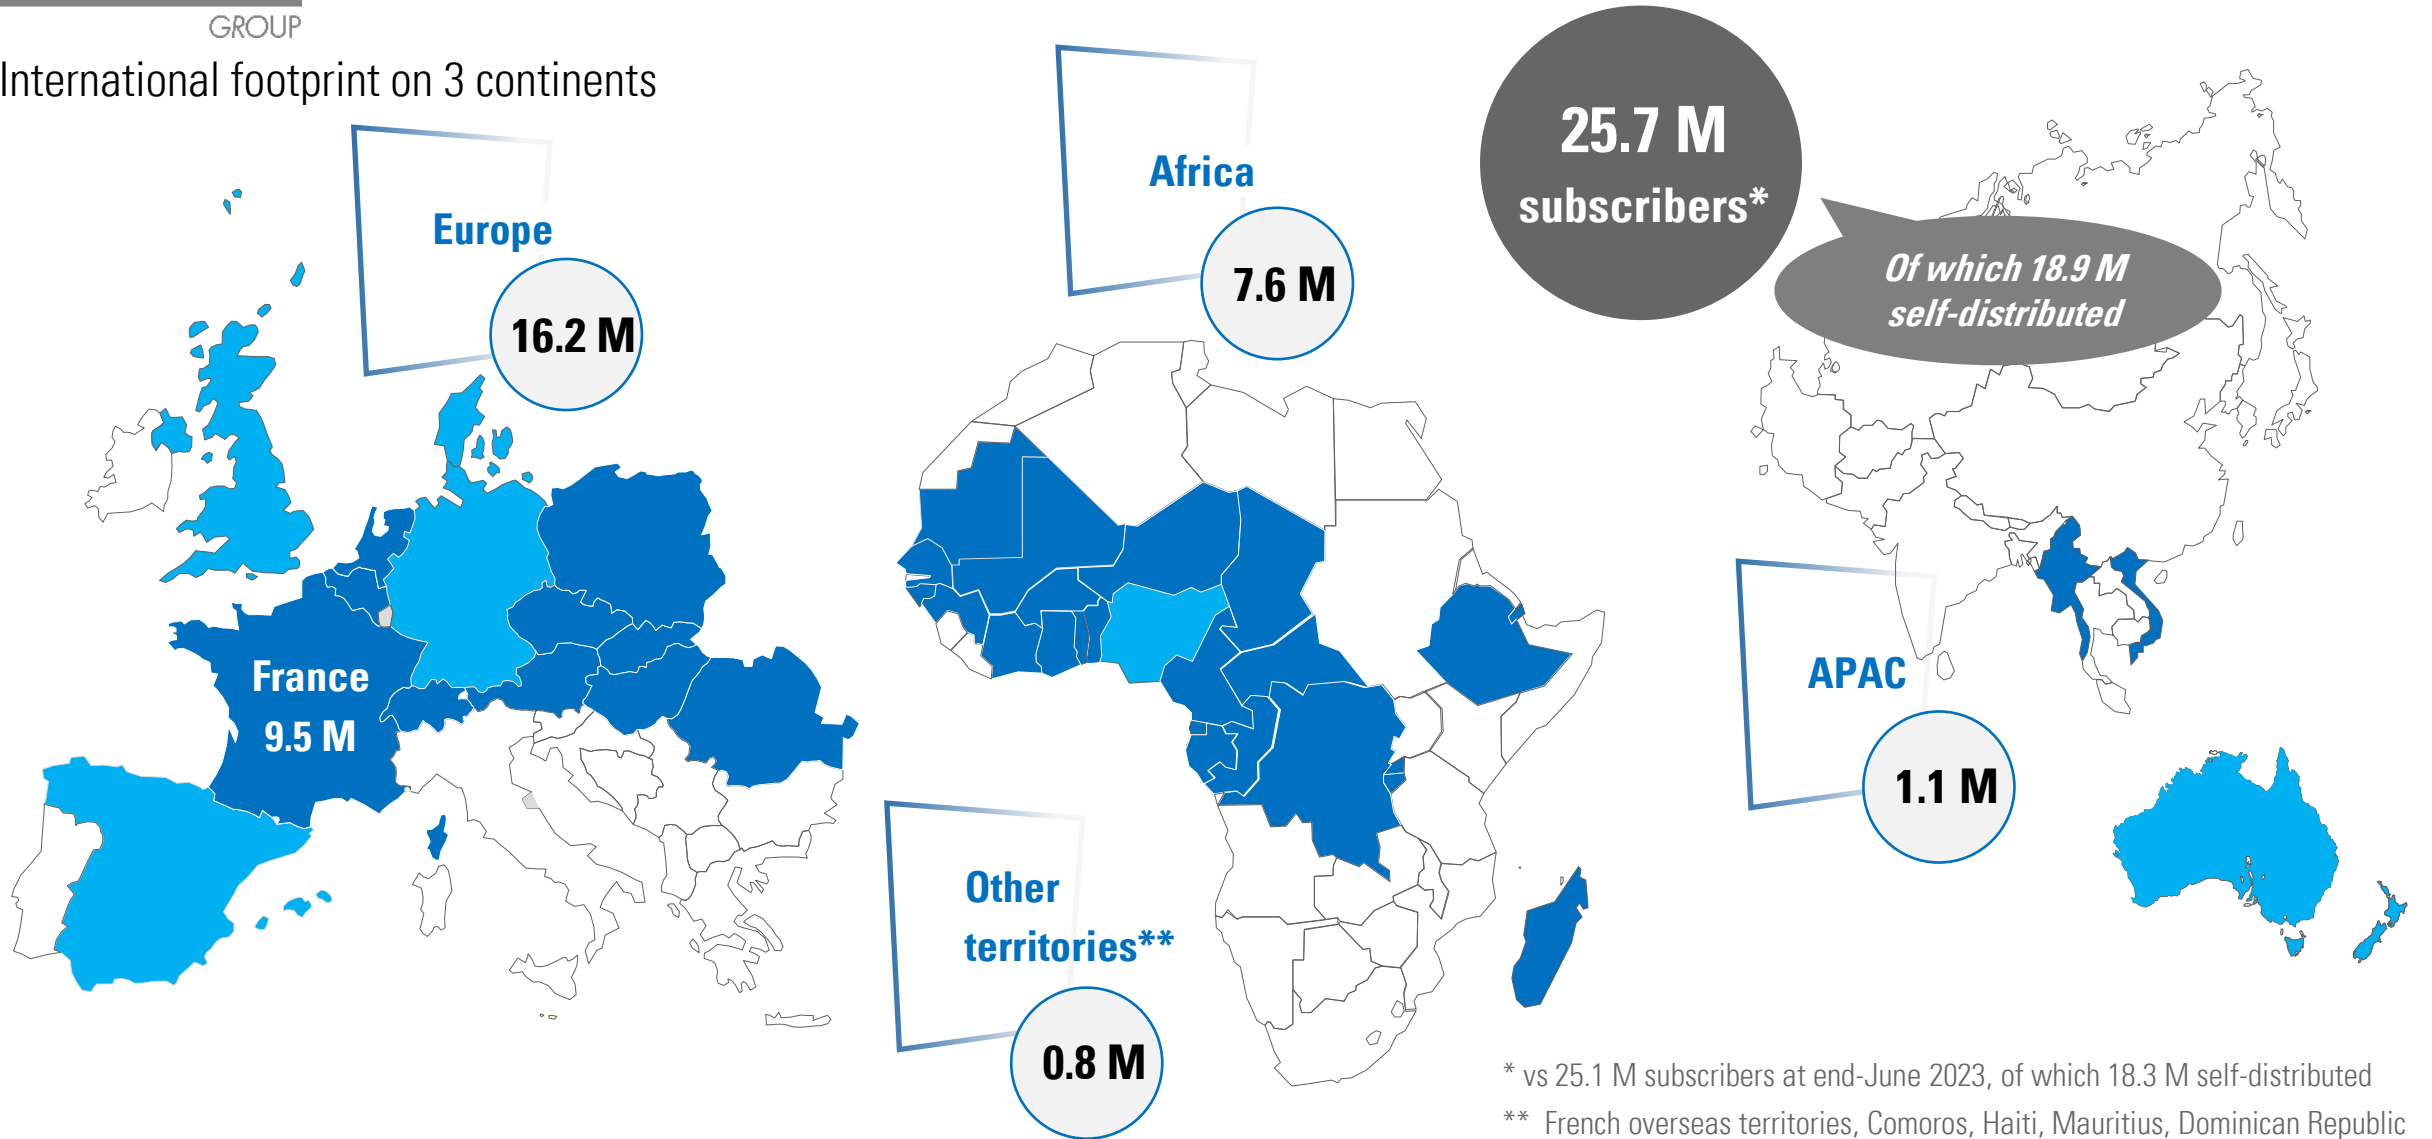 GROUP
International footprint on 3 continents
Europe
16.2 M
France
9.5 M
Africa
7.6 M
Other
territories**
0.8 M
25.7 M
subscribers*
Of which 18.9 M
self-distributed
APAC
1.1 M
* vs 25.1 M subscribers at end-June 2023, of which 18.3 M self-distributed
** French overseas territories, Comoros, Haiti, Mauritius, Dominican Republic